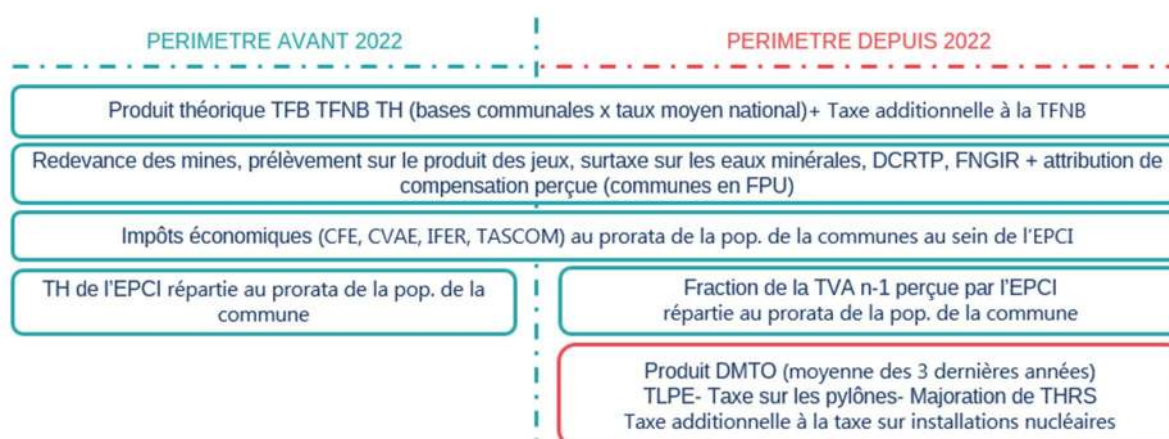 PERIMETRE AVANT 2022
PERIMETRE DEPUIS 2022
Produit théorique TFB TFNB TH (bases communales x taux moyen national)+ Taxe additionnelle à la TFNB
Redevance des mines, prélèvement sur le produit des jeux, surtaxe sur les eaux minérales, DCRTP, FNGIR + attribution de
compensation perçue (communes en FPU)
Impôts économiques (CFE, CVAE, IFER, TASCOM) au prorata de la pop. de la communes au sein de l'EPCI
TH de l'EPCI répartie au prorata de la pop. de la
commune
Fraction de la TVA n-1 perçue par l'EPCI
répartie au prorata de la pop. de la commune
Produit DMTO (moyenne des 3 dernières années)
TLPE- Taxe sur les pylônes- Majoration de THRS
Taxe additionnelle à la taxe sur installations nucléaires